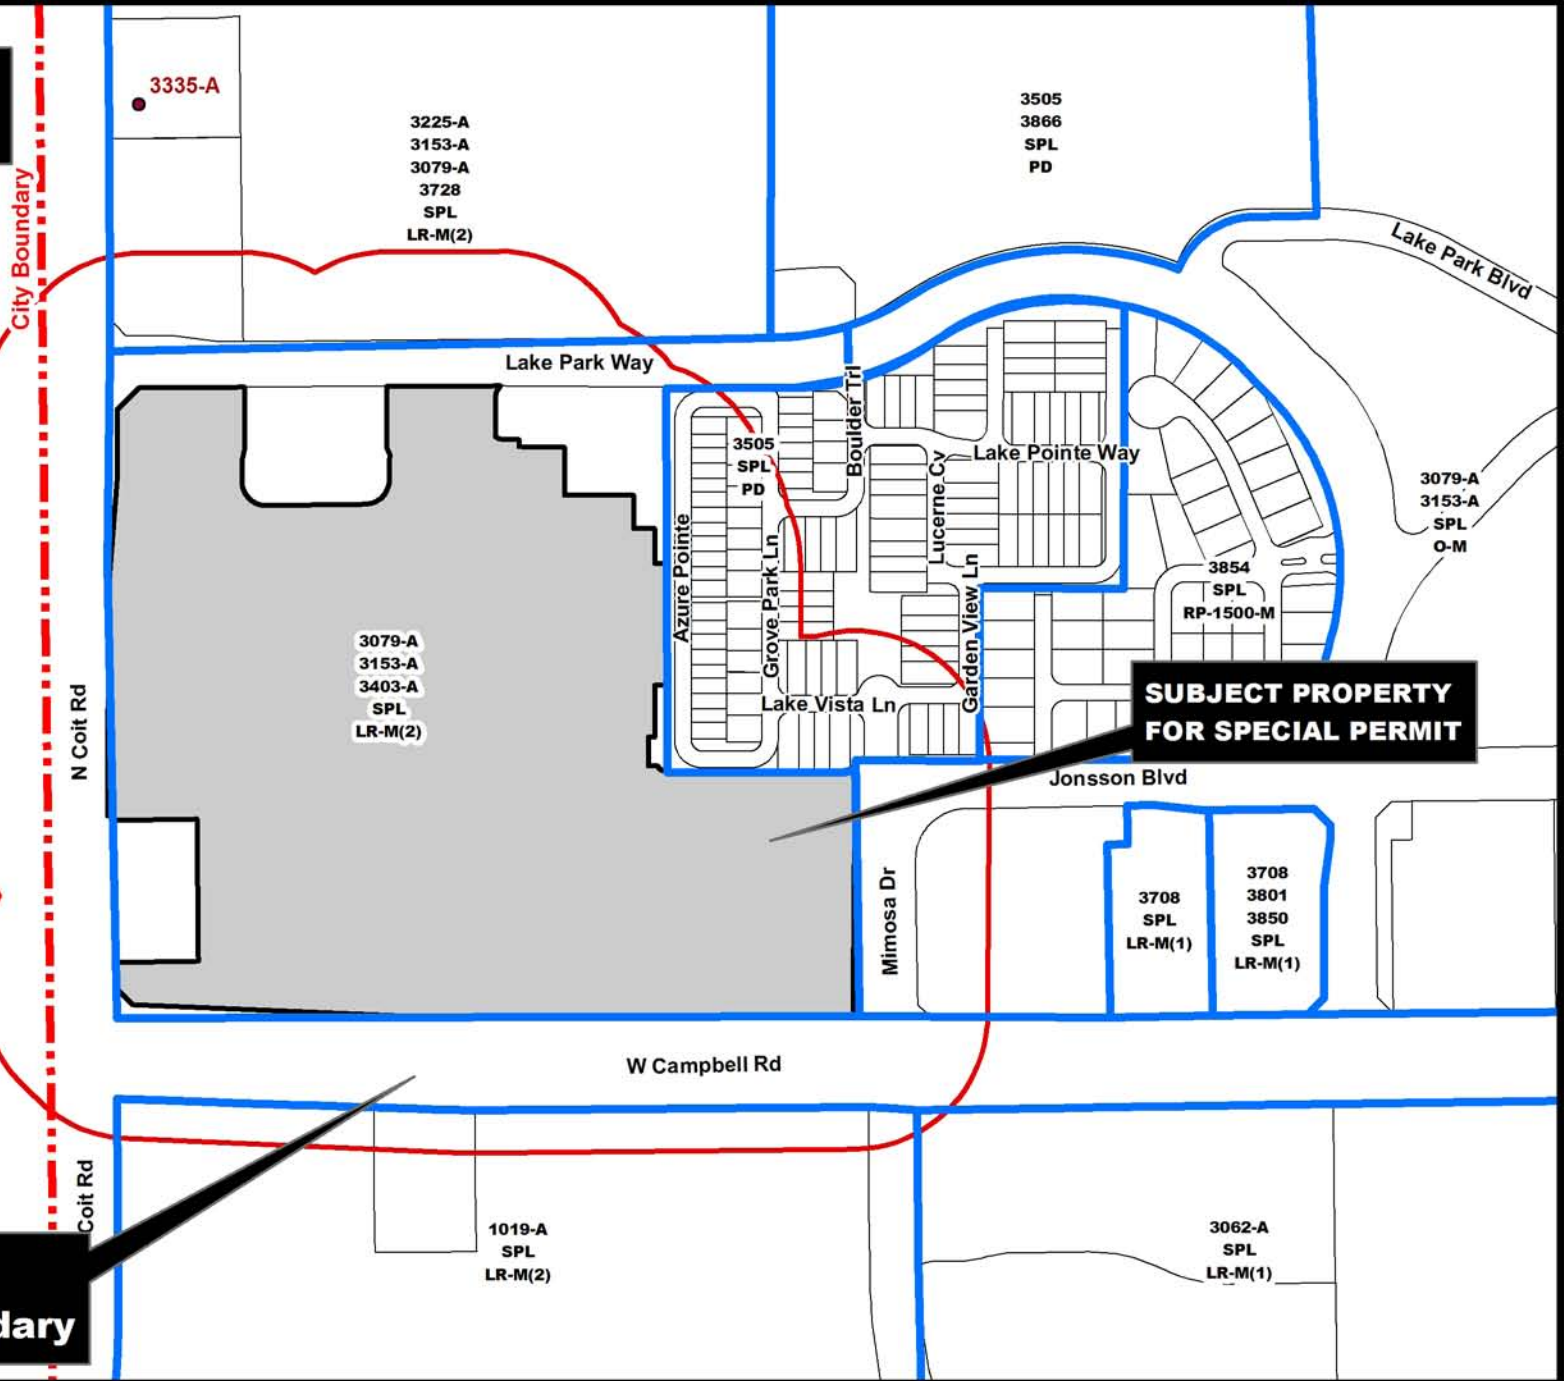 3335-A
City Boundary
3225-A
3153-A
3079-A
3728
SPL
LR-M(2)
3505
3866
SPL
PD
Lake Park Blvd
Lake Park Way
Boulder Trl
3505
SPL
PD
Lake Pointe Way
Lucerne Cv
Azure Pointe
Grove Park Ln
Garden View Ln
3079-A
3153-A
SPL
O-M
3854
SPL
RP-1500-M
3079-A
3153-A
3403-A
SPL
LR-M(2)
N Coit Rd
Lake Vista Ln
SUBJECT PROPERTY
FOR SPECIAL PERMIT
Jonsson Blvd
Mimosa Dr
3708
SPL
LR-M(1)
3708
3801
3850
SPL
LR-M(1)
W Campbell Rd
Coit Rd
1019-A
SPL
LR-M(2)
3062-A
SPL
LR-M(1)
dary